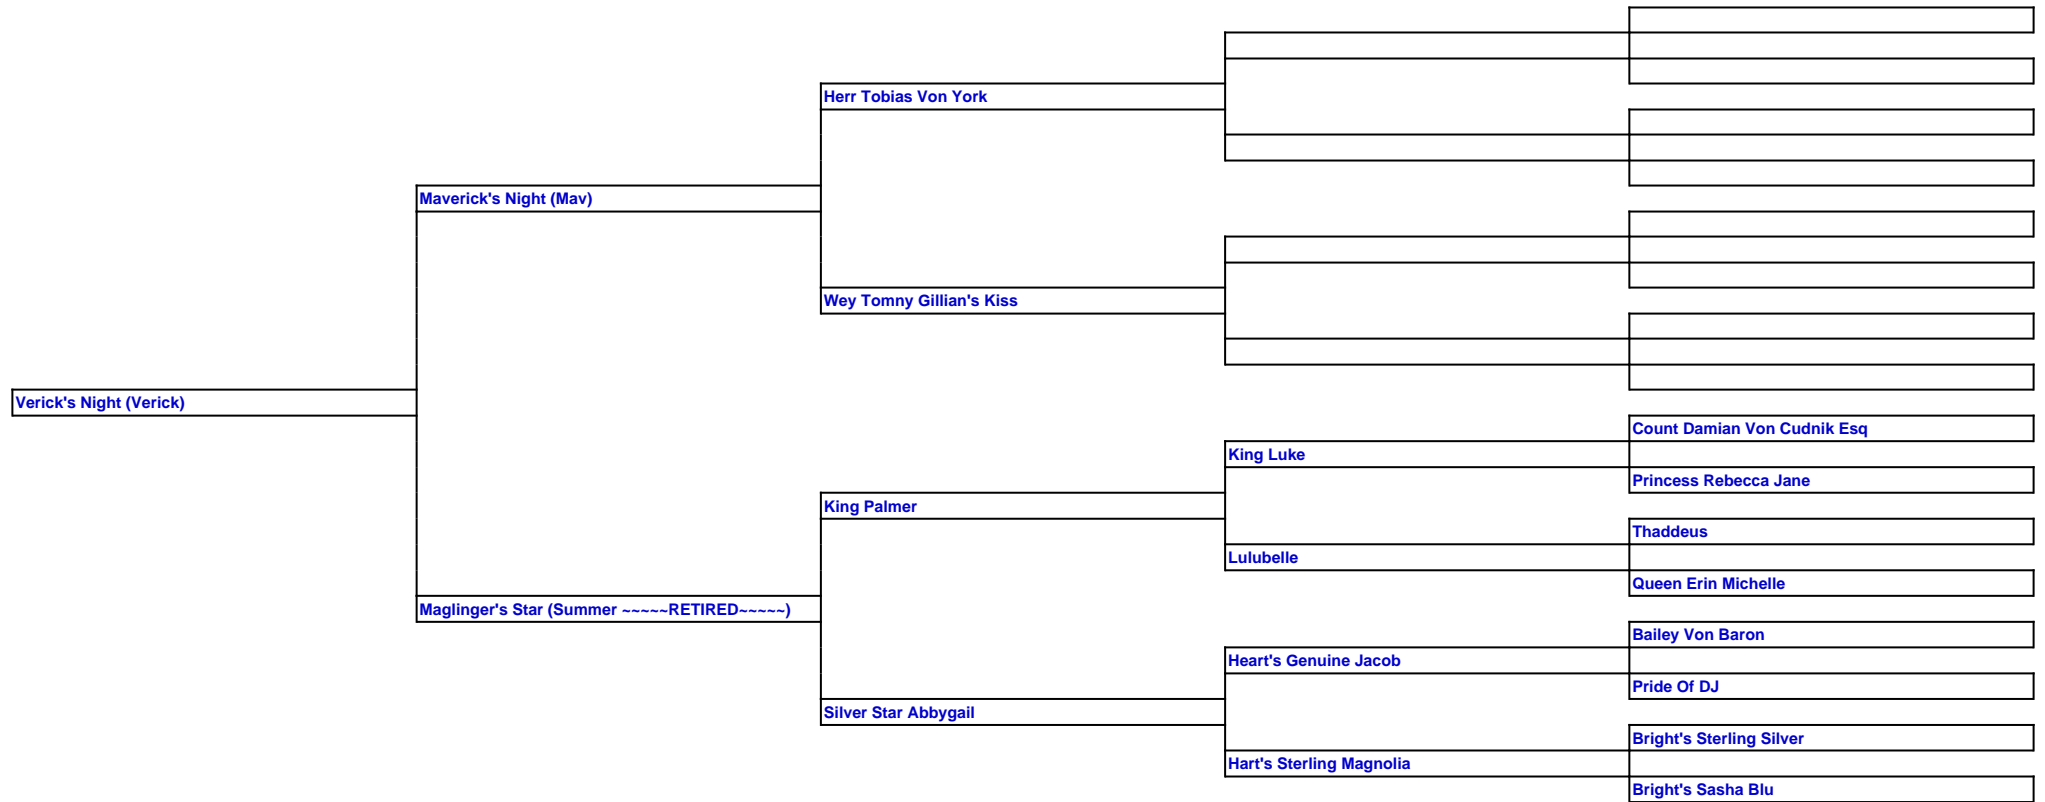 Herr Tobias Von York
Maverick's Night (Mav)
Wey Tomny Gillian's Kiss
Verick's Night (Verick)
Count Damian Von Cudnik Esq
King Luke
Princess Rebecca Jane
King Palmer
Thaddeus
Lulubelle
Queen Erin Michelle
Maglinger's Star (Summer ~~~~~RETIRED~~~~~)
Bailey Von Baron
Heart's Genuine Jacob
Pride Of DJ
Silver Star Abbygail
Bright's Sterling Silver
Hart's Sterling Magnolia
Bright's Sasha Blu